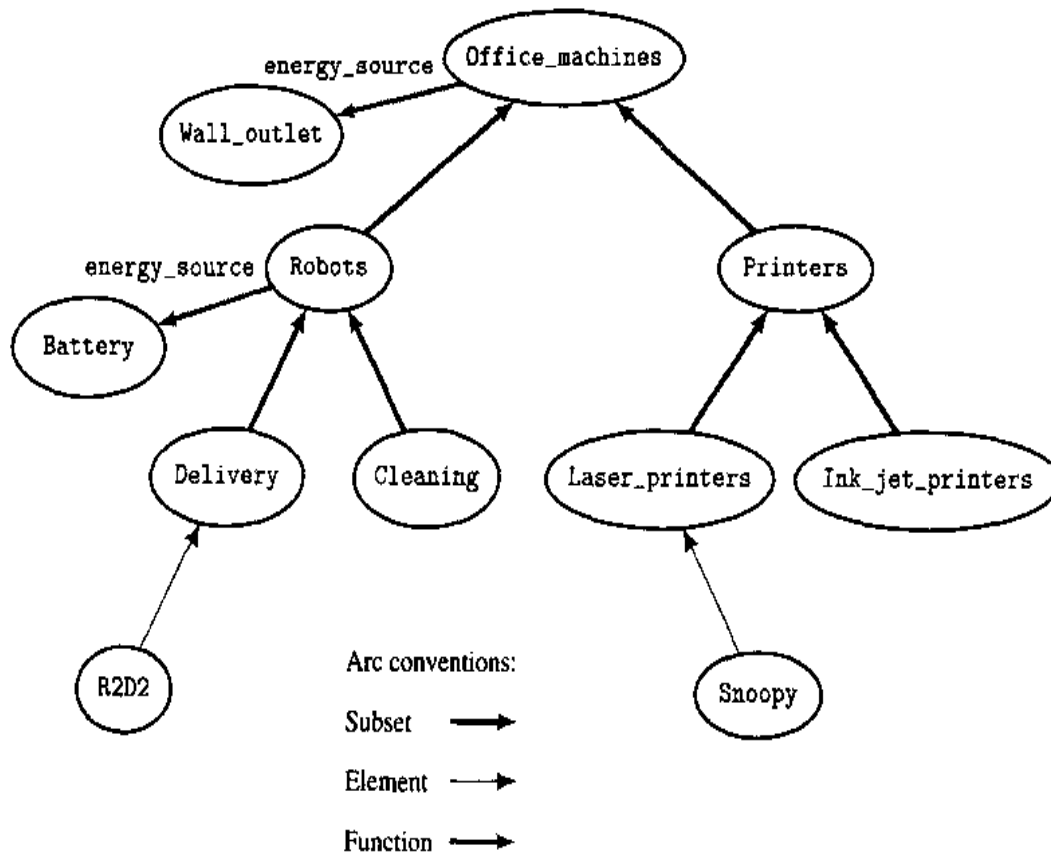 Office_machines
energy_source
Wall_outlet
energy_source
Robots
Printers
Battery
Delivery
Cleaning
Laser_printers
Ink_jet_printers
R2D2
Snoopy
Arc conventions:
Subset
Element
Function